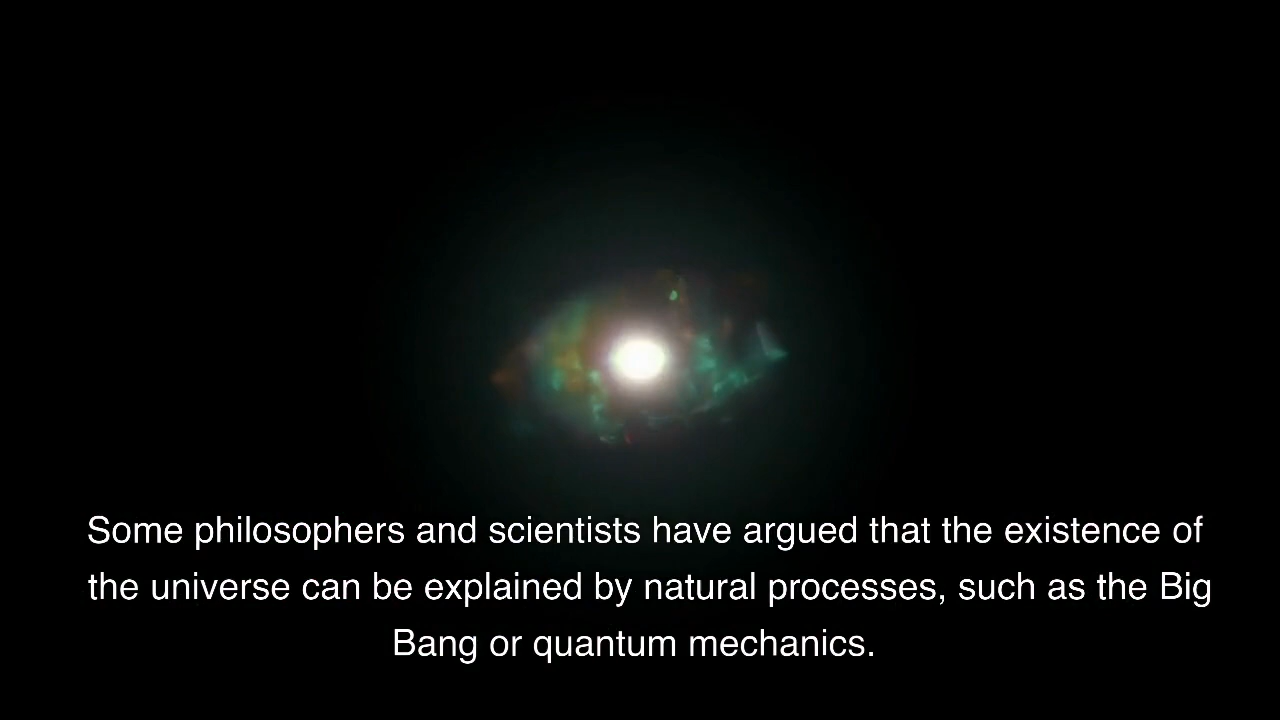 Some philosophers and scientists have argued that the existence of
the universe can be explained by natural processes, such as the Big
Bang or quantum mechanics.